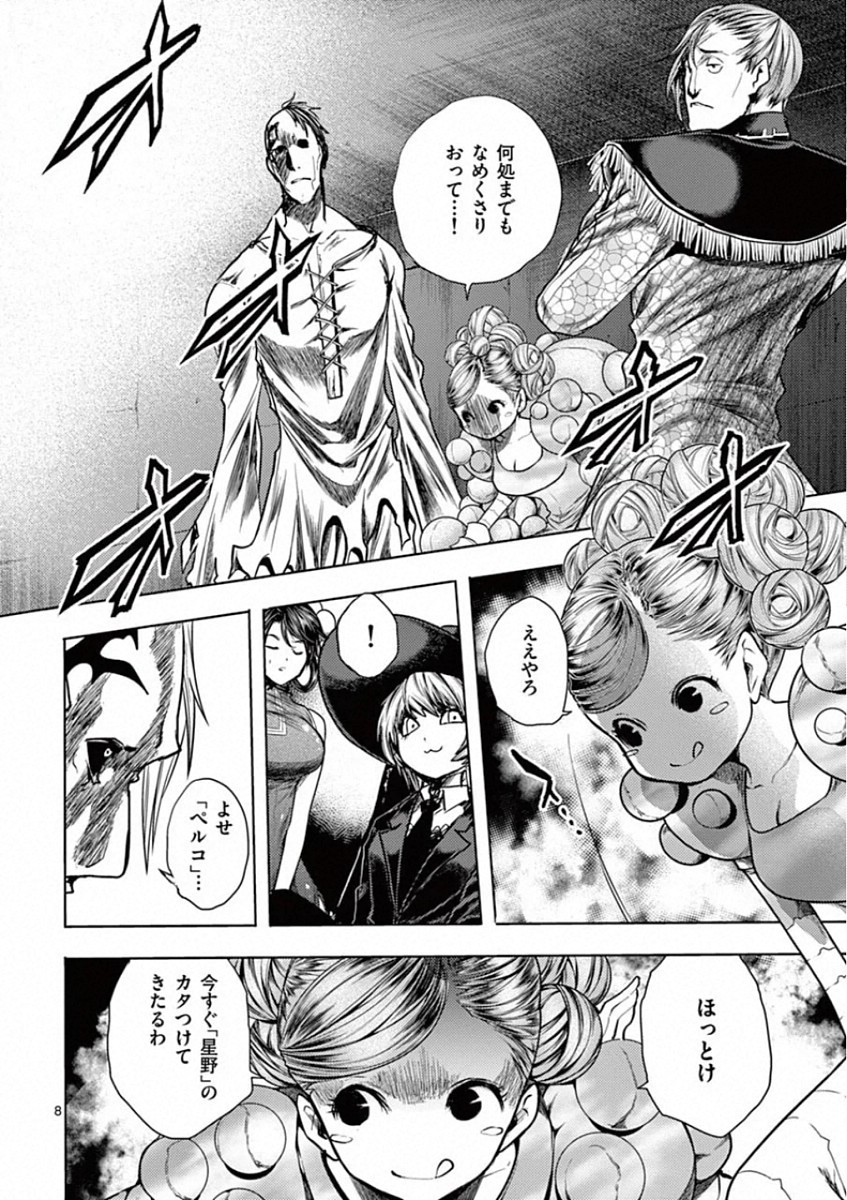 何処までも
なめくさり
おって…!
ええやろ
!
よせ
「ペルコ」…
ほっとけ
今すぐ「星野」の
カタつけて
きたるわ
8